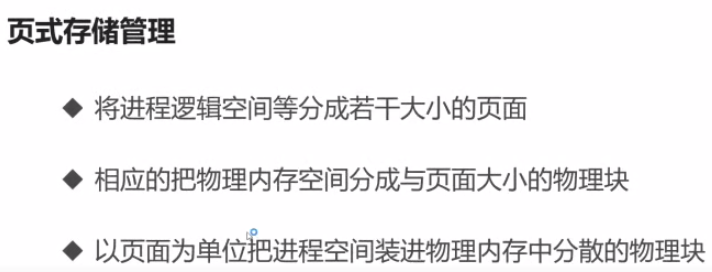 页式存储管理
◆ 将进程逻辑空间等分成若干大小的页面
◆ 相应的把物理内存空间分成与页面大小的物理块
◆ 以页面为单位把进程空间装进物理内存中分散的物理块